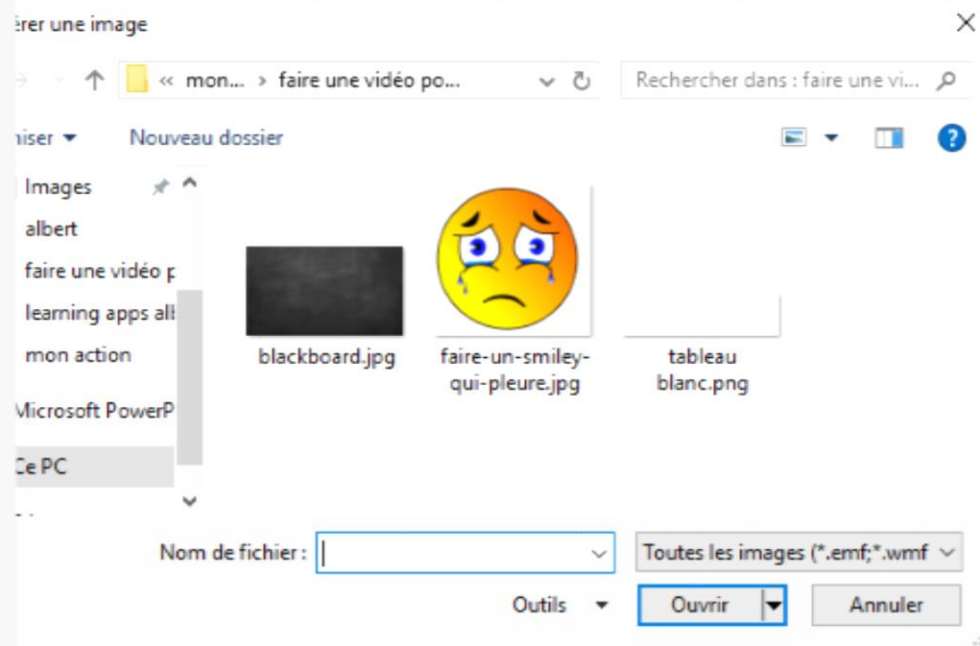 érer une image
« mon... > faire une vidéo po...
Rechercher dans : faire une vi...
niser
Nouveau dossier
Images
albert
faire une vidéo p
learning apps all
mon action
Microsoft PowerP
Ce PC
blackboard.jpg
faire-un-smiley-
qui-pleure.jpg
tableau
blanc.png
Nom de fichier :
Toutes les images (*.emf;*.wmf
Outils
Ouvrir
Annuler